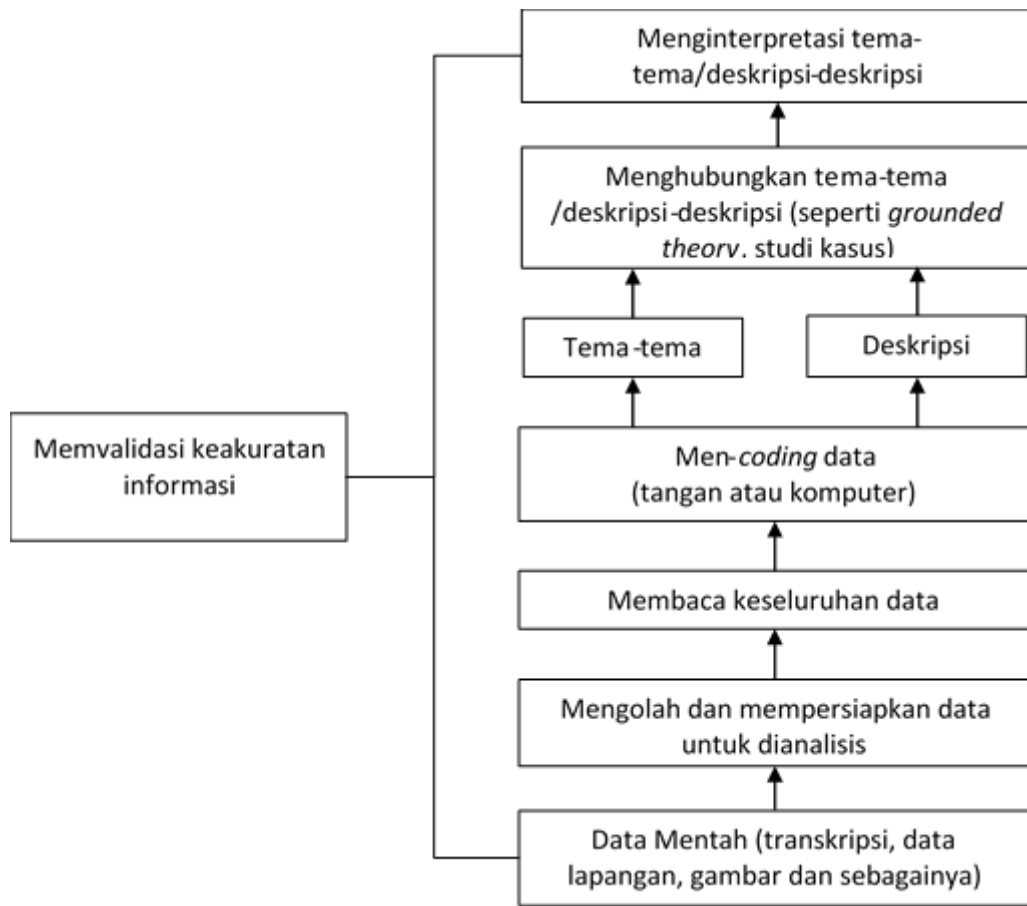 Menginterpretasi tema-
tema/deskripsi-deskripsi
Menghubungkan tema-tema
/deskripsi-deskripsi (seperti grounded
theory, studi kasus)
Tema-tema
Deskripsi
Memvalidasi keakuratan
informasi
Men-coding data
(tangan atau komputer)
Membaca keseluruhan data
Mengolah dan mempersiapkan data
untuk dianalisis
Data Mentah (transkripsi, data
lapangan, gambar dan sebagainya)